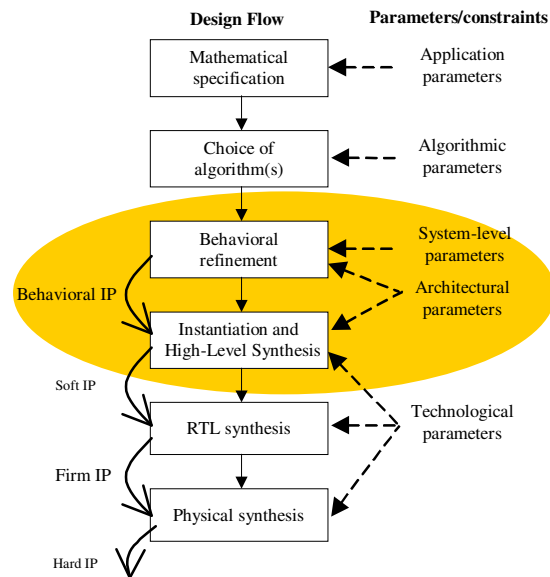 Design Flow
Parameters/constraints
Mathematical
specification
Application
parameters
Choice of
algorithm(s)
Algorithmic
parameters
Behavioral
refinement
System-level
parameters
Behavioral IP
Architectural
parameters
Instantiation and
High-Level Synthesis
Soft IP
RTL synthesis
Technological
parameters
Firm IP
Physical synthesis
Hard IP